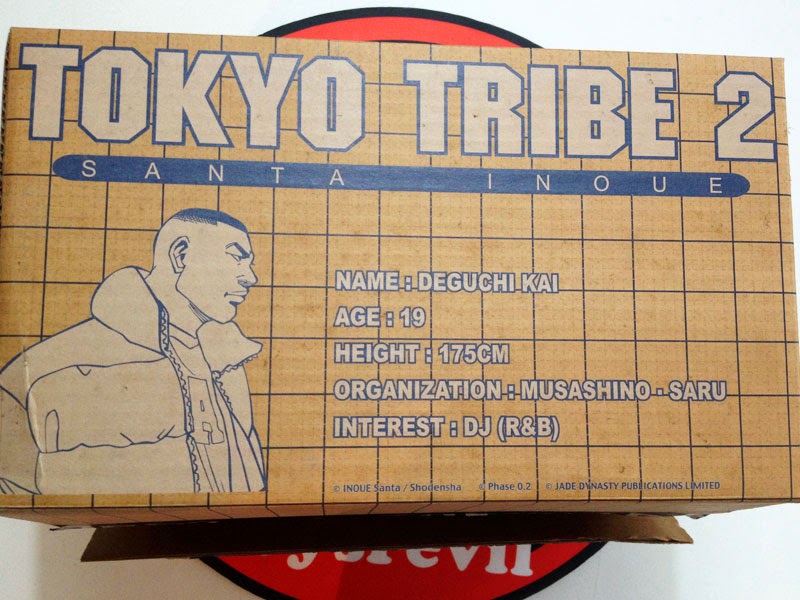 TOKYO TRIBE 2
SANTA INOUE
NAME : DEGUCHI KAI
AGE : 19
HEIGHT : 175CM
ORGANIZATION : MUSASHINO · SARU
INTEREST : DJ (R&B)
© INOUE Santa / Shodensha © Phase 0.2 © JADE DYNASTY PUBLICATIONS LIMITED